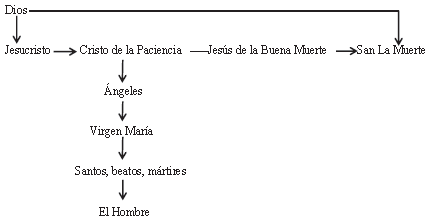 Dios
Jesucristo Cristo de la Paciencia Jesús de la Buena Muerte San La Muerte
Ángeles
Virgen María
Santos, beatos, mártires
El Hombre